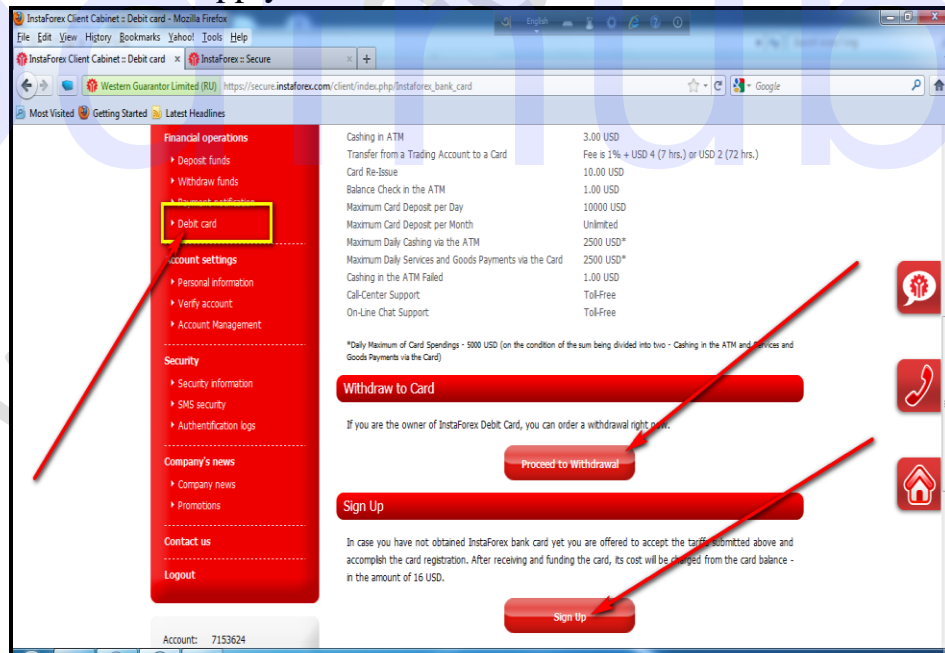 InstaForex Client Cabinet :: Debit card - Mozilla Firefox
English
File Edit View History Bookmarks Yahoo! Tools Help
InstaForex Client Cabinet :: Debit card × InstaForex :: Secure × +
Western Guarantor Limited (RU) https://secure.instaforex.com/client/index.php/instaforex_bank_card
Google
Most Visited Getting Started Latest Headlines
Financial operations
Deposit funds
Withdraw funds
Payment notification
Debit card
Account settings
Personal information
Verify account
Account Management
Security
Security information
SMS security
Authentification logs
Company's news
Company news
Promotions
Contact us
Logout
Account: 7153624
Cashing in ATM 3.00 USD
Transfer from a Trading Account to a Card Fee is 1% + USD 4 (7 hrs.) or USD 2 (72 hrs.)
Card Re-Issue 10.00 USD
Balance Check in the ATM 1.00 USD
Maximum Card Deposit per Day 10000 USD
Maximum Card Deposit per Month Unlimited
Maximum Daily Cashing via the ATM 2500 USD*
Maximum Daily Services and Goods Payments via the Card 2500 USD*
Cashing in the ATM Failed 1.00 USD
Call-Center Support Toll-Free
On-Line Chat Support Toll-Free
*Daily Maximum of Card Spendings - 5000 USD (on the condition of the sum being divided into two - Cashing in the ATM and Services and
Goods Payments via the Card)
Withdraw to Card
If you are the owner of InstaForex Debit Card, you can order a withdrawal right now.
Proceed to Withdrawal
Sign Up
In case you have not obtained InstaForex bank card yet you are offered to accept the tariffs submitted above and
accomplish the card registration. After receiving and funding the card, its cost will be charged from the card balance -
in the amount of 16 USD.
Sign Up